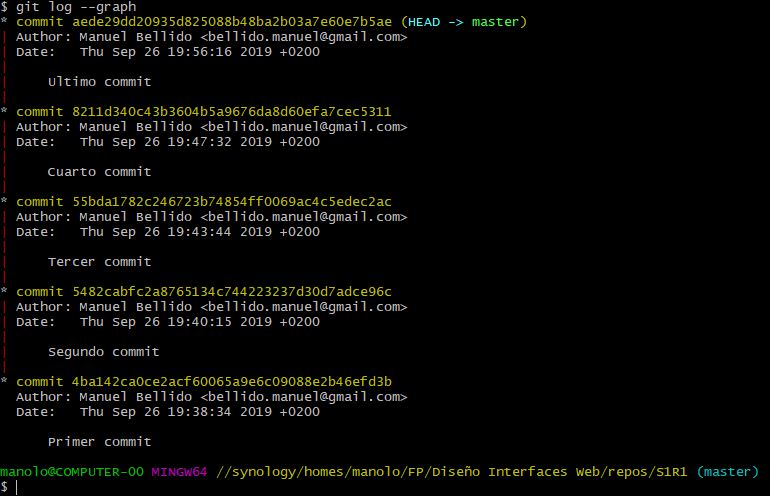 $ git log --graph
* commit aede29dd20935d825088b48ba2b03a7e60e7b5ae (HEAD -> master)
| Author: Manuel Bellido <bellido.manuel@gmail.com>
| Date:   Thu Sep 26 19:56:16 2019 +0200
|
|     Ultimo commit
|
* commit 8211d340c43b3604b5a9676da8d60efa7cec5311
| Author: Manuel Bellido <bellido.manuel@gmail.com>
| Date:   Thu Sep 26 19:47:32 2019 +0200
|
|     Cuarto commit
|
* commit 55bda1782c246723b74854ff0069ac4c5edec2ac
| Author: Manuel Bellido <bellido.manuel@gmail.com>
| Date:   Thu Sep 26 19:43:44 2019 +0200
|
|     Tercer commit
|
* commit 5482cabfc2a8765134c744223237d30d7adce96c
| Author: Manuel Bellido <bellido.manuel@gmail.com>
| Date:   Thu Sep 26 19:40:15 2019 +0200
|
|     Segundo commit
|
* commit 4ba142ca0ce2acf60065a9e6c09088e2b46efd3b
  Author: Manuel Bellido <bellido.manuel@gmail.com>
  Date:   Thu Sep 26 19:38:34 2019 +0200

      Primer commit

manolo@COMPUTER-00 MINGW64 //synology/homes/manolo/FP/Diseño Interfaces Web/repos/S1R1 (master)
$